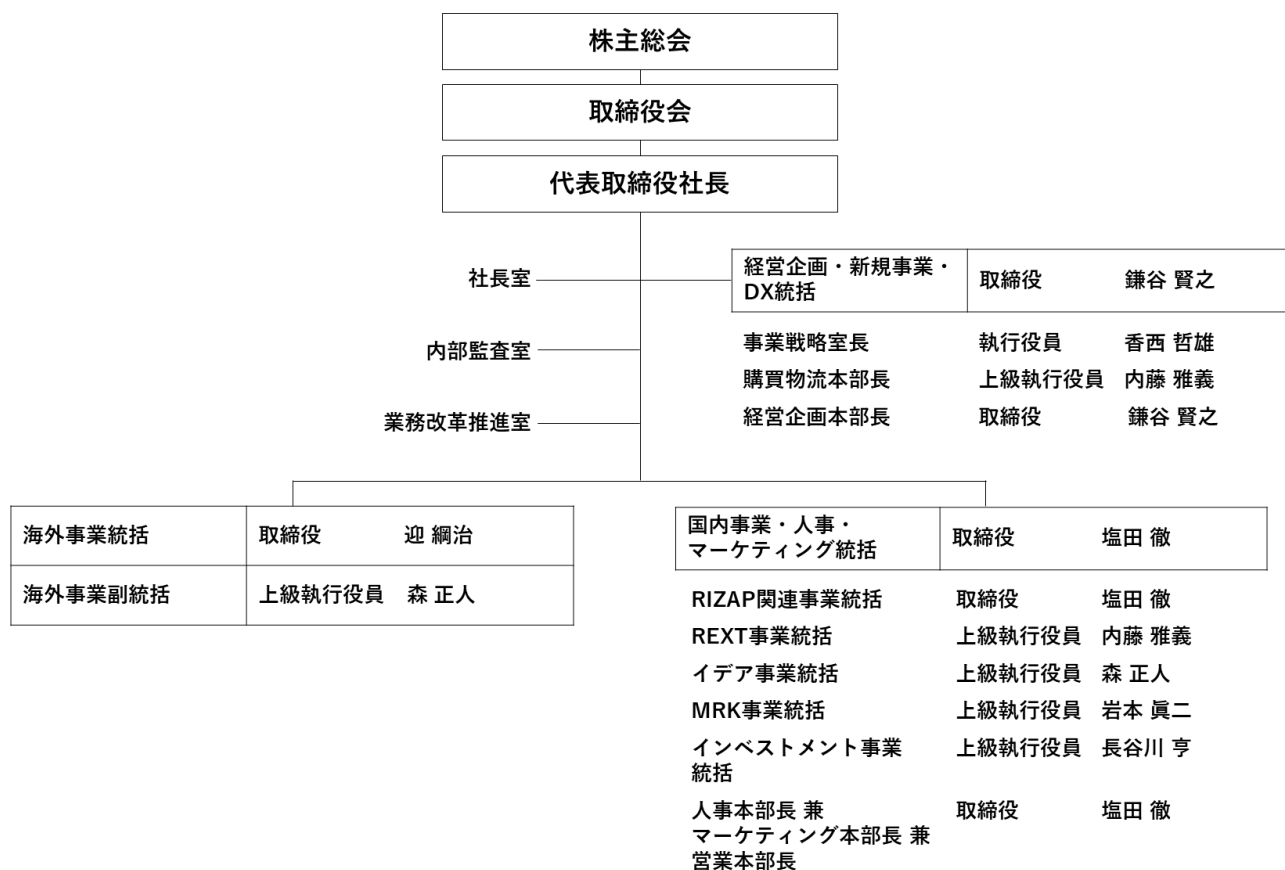 株主総会
取締役会
代表取締役社長
社長室
内部監査室
業務改革推進室
経営企画・新規事業・
DX統括 取締役 鎌谷 賢之
事業戦略室長 執行役員 香西 哲雄
購買物流本部長 上級執行役員 内藤 雅義
経営企画本部長 取締役 鎌谷 賢之
海外事業統括 取締役 迎 綱治
海外事業副統括 上級執行役員 森 正人
国内事業・人事・
マーケティング統括 取締役 塩田 徹
RIZAP関連事業統括 取締役 塩田 徹
REXT事業統括 上級執行役員 内藤 雅義
イデア事業統括 上級執行役員 森 正人
MRK事業統括 上級執行役員 岩本 眞二
インベストメント事業 上級執行役員 長谷川 亨
統括
人事本部長 兼 取締役 塩田 徹
マーケティング本部長 兼
営業本部長